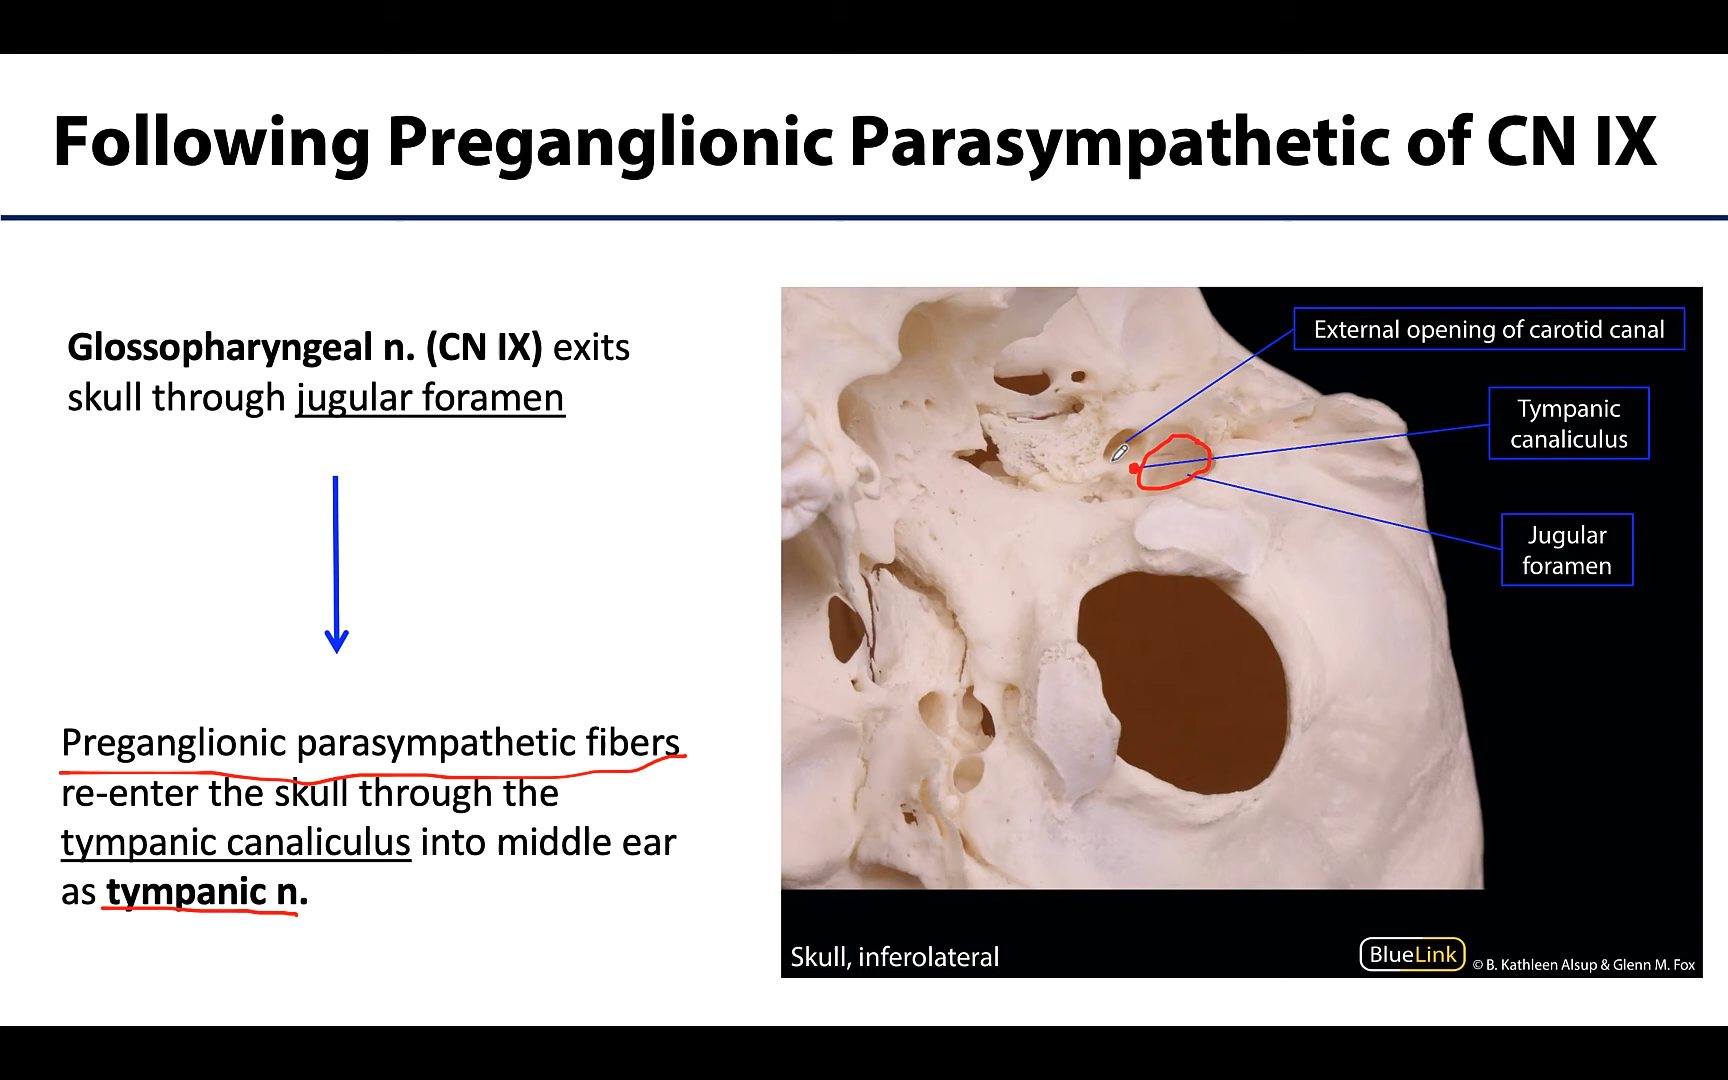 Following Preganglionic Parasympathetic of CN IX
Glossopharyngeal n. (CN IX) exits
skull through jugular foramen
Preganglionic parasympathetic fibers
re-enter the skull through the
tympanic canaliculus into middle ear
as tympanic n.
External opening of carotid canal
Tympanic
canaliculus
Jugular
foramen
Skull, inferolateral
BlueLink
© B. Kathleen Alsup & Glenn M. Fox